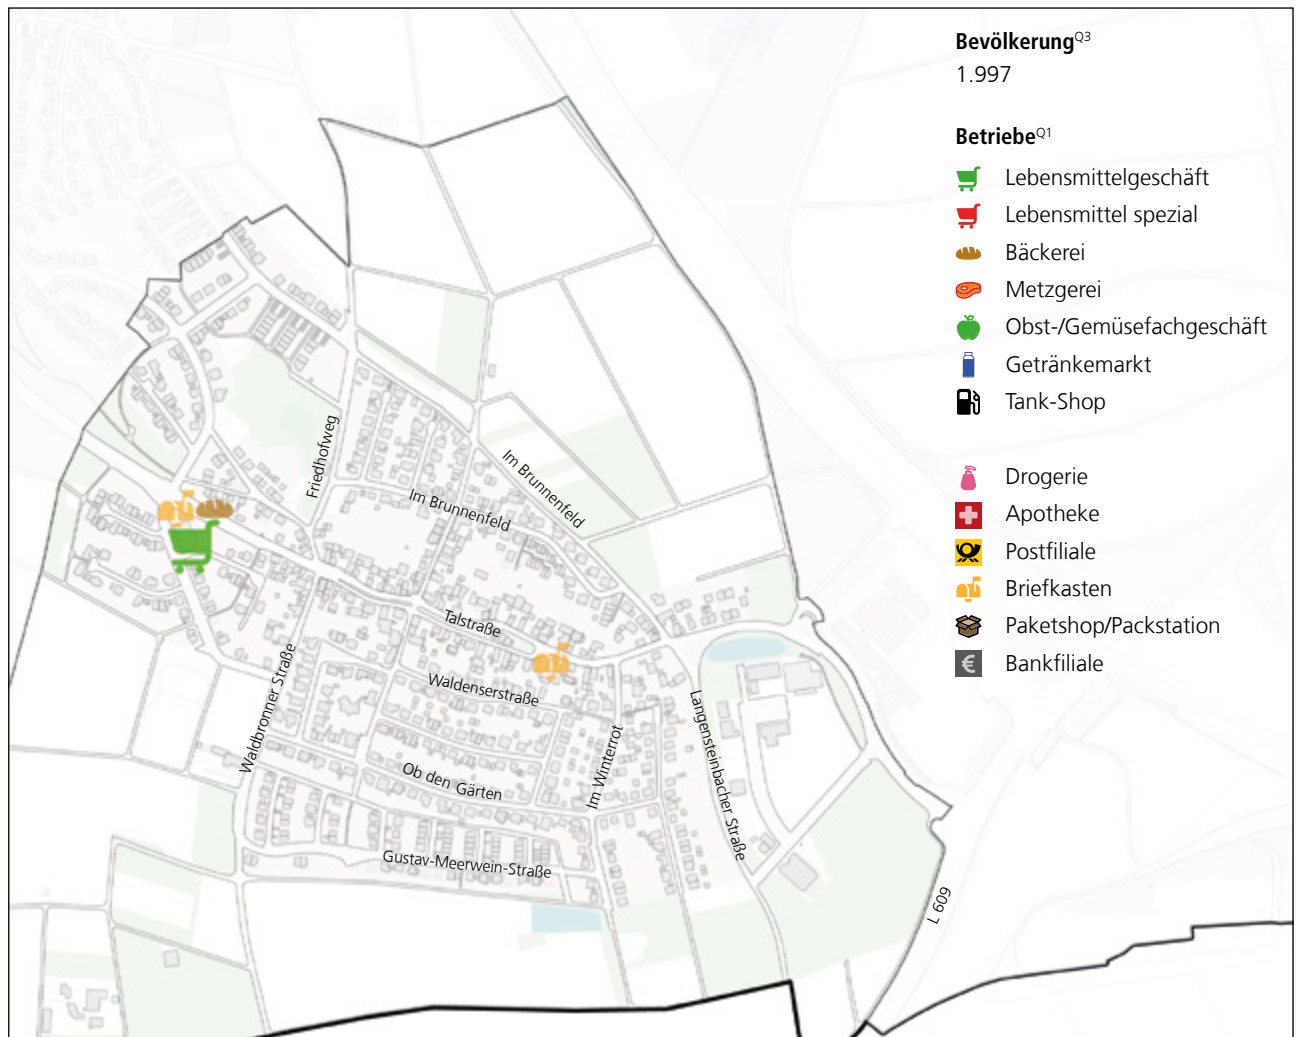 BevölkerungQ3
1.997
BetriebeQ1
Lebensmittelgeschäft
Lebensmittel spezial
Bäckerei
Metzgerei
Obst-/Gemüsefachgeschäft
Getränkemarkt
Tank-Shop
Drogerie
Apotheke
Postfiliale
Briefkasten
Paketshop/Packstation
Bankfiliale
Friedhofweg
Im Brunnenfeld
Im Brunnenfeld
Talstraße
Waldenserstraße
Waldbronner Straße
Ob den Gärten
Im Winterrot
Langensteinbacher Straße
Gustav-Meerwein-Straße
L 609